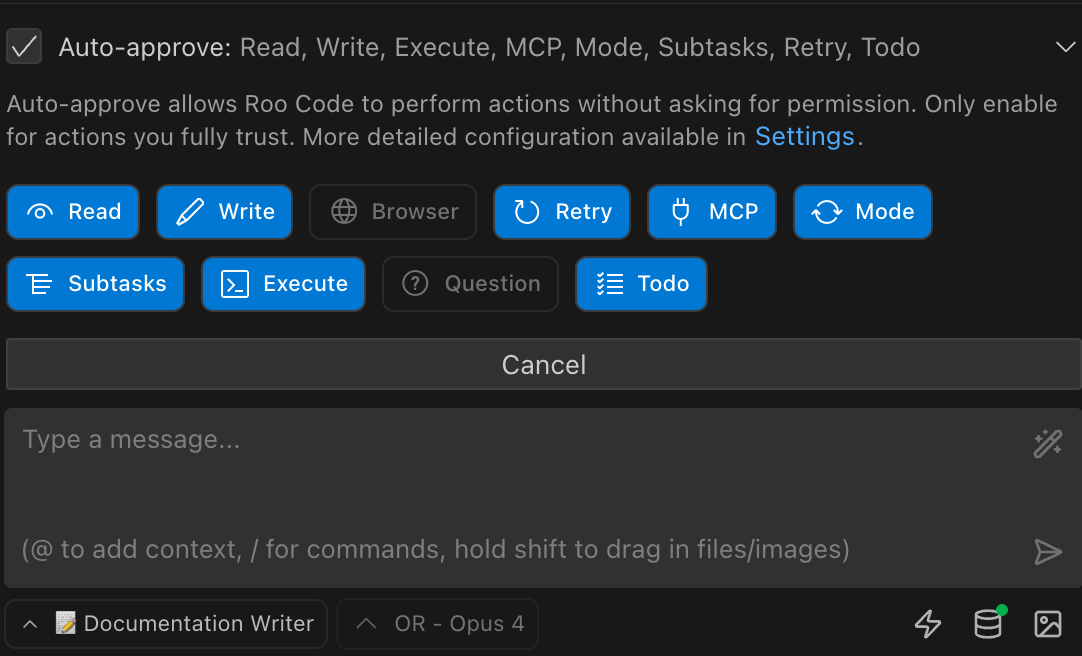 Auto-approve: Read, Write, Execute, MCP, Mode, Subtasks, Retry, Todo
Auto-approve allows Roo Code to perform actions without asking for permission. Only enable
for actions you fully trust. More detailed configuration available in Settings.
Read Write Browser Retry MCP Mode
Subtasks Execute Question Todo
Cancel
Type a message...
(@ to add context, / for commands, hold shift to drag in files/images)
📝 Documentation Writer OR - Opus 4